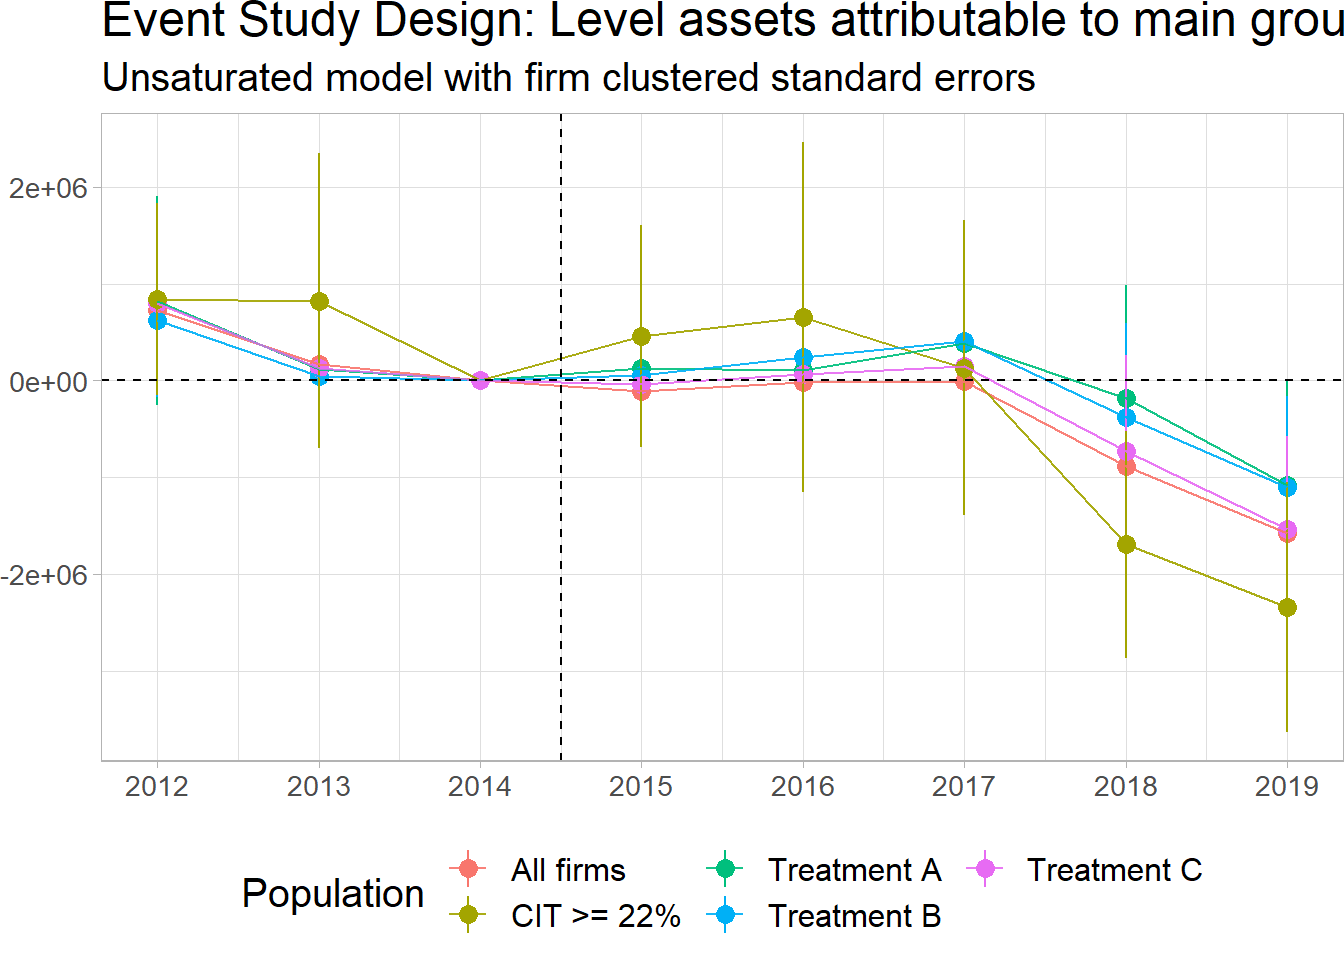 Event Study Design: Level assets attributable to main grou
Unsaturated model with firm clustered standard errors
2e+06
0e+00
-2e+06
2012 2013 2014 2015 2016 2017 2018 2019
Population
All firms
CIT >= 22%
Treatment A
Treatment B
Treatment C